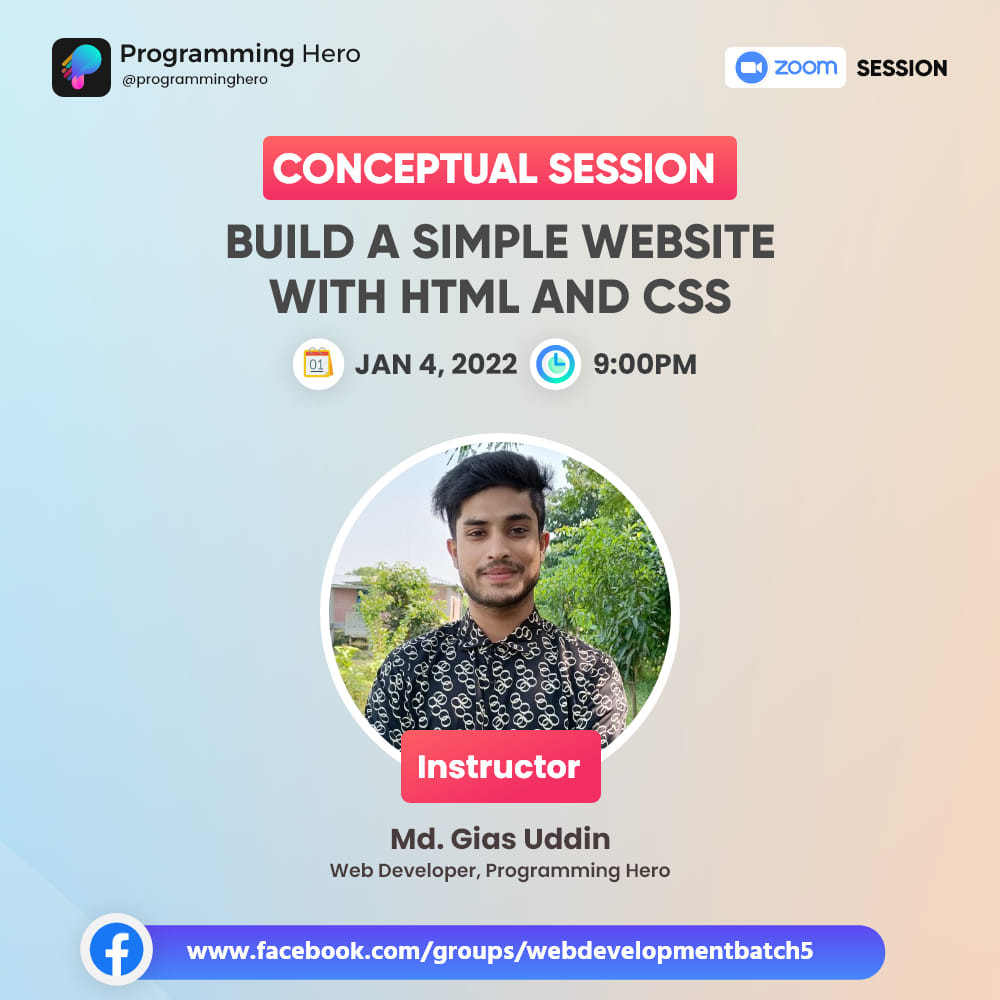 Programming Hero
@programminghero
zoom SESSION
CONCEPTUAL SESSION
BUILD A SIMPLE WEBSITE
WITH HTML AND CSS
01 JAN 4, 2022 9:00PM
Instructor
Md. Gias Uddin
Web Developer, Programming Hero
www.facebook.com/groups/webdevelopmentbatch5